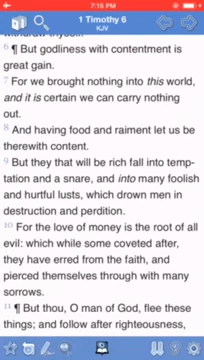 7:15 PM
1 Timothy 6
KJV
withdraw thyself.
6 ¶ But godliness with contentment is
great gain.
7 For we brought nothing into this world,
and it is certain we can carry nothing
out.
8 And having food and raiment let us be
therewith content.
9 But they that will be rich fall into temp-
tation and a snare, and into many foolish
and hurtful lusts, which drown men in
destruction and perdition.
10 For the love of money is the root of all
evil: which while some coveted after,
they have erred from the faith, and
pierced themselves through with many
sorrows.
11 ¶ But thou, O man of God, flee these
things; and follow after righteousness,